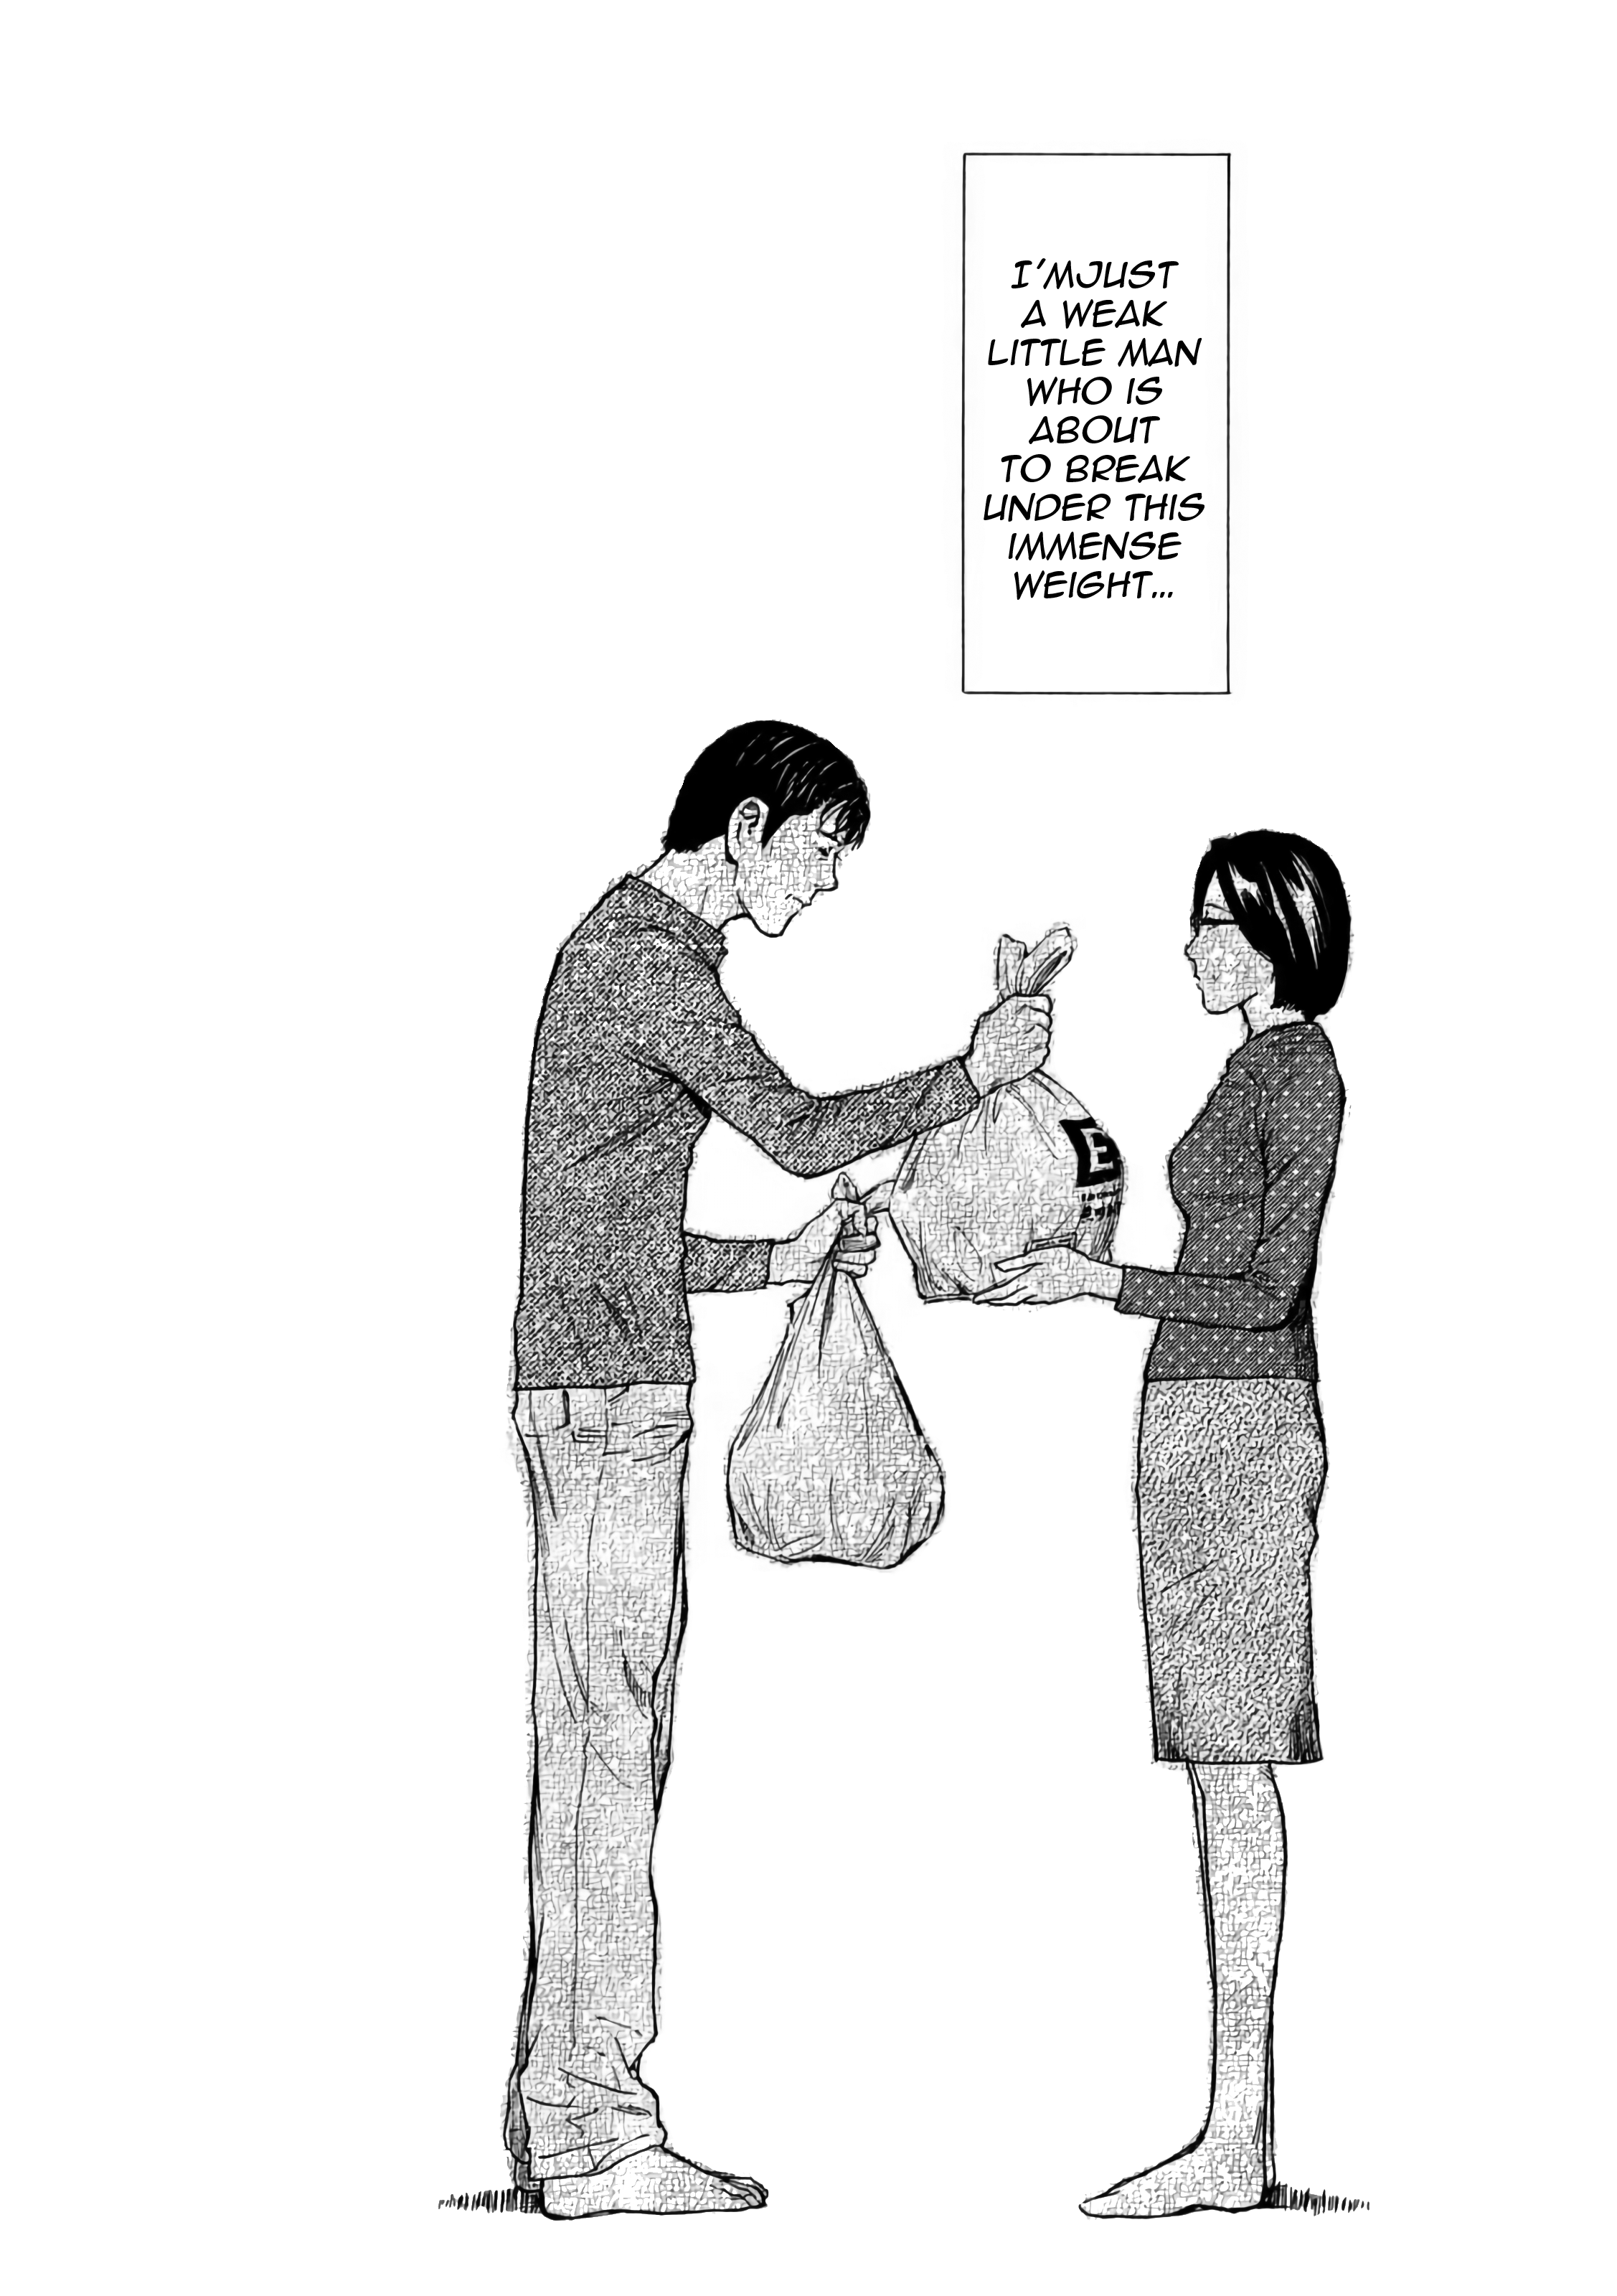 I'MJUST
A WEAK
LITTLE MAN
WHO IS
ABOUT
TO BREAK
UNDER THIS
IMMENSE
WEIGHT...
E